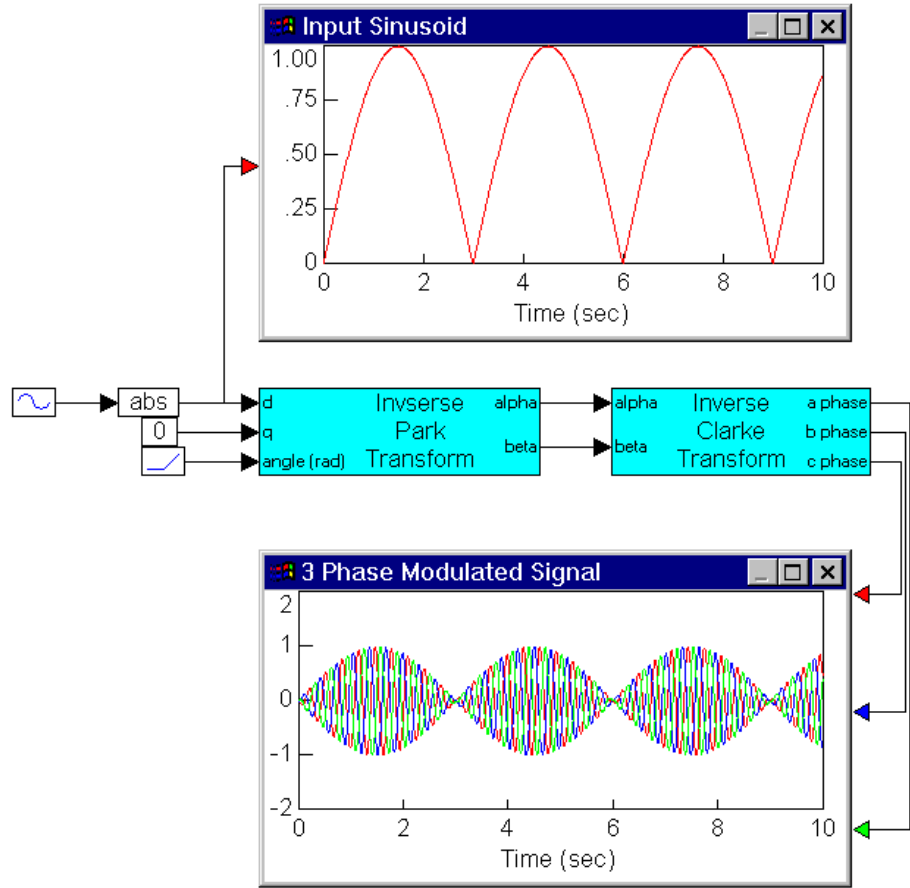 Input Sinusoid
1.00
.75
.50
.25
0
0 2 4 6 8 10
Time (sec)
abs
0
d Invserse alpha
q Park
angle (rad) Transform beta
alpha Inverse a phase
beta Clarke b phase
Transform c phase
3 Phase Modulated Signal
2
1
0
-1
-2
0 2 4 6 8 10
Time (sec)